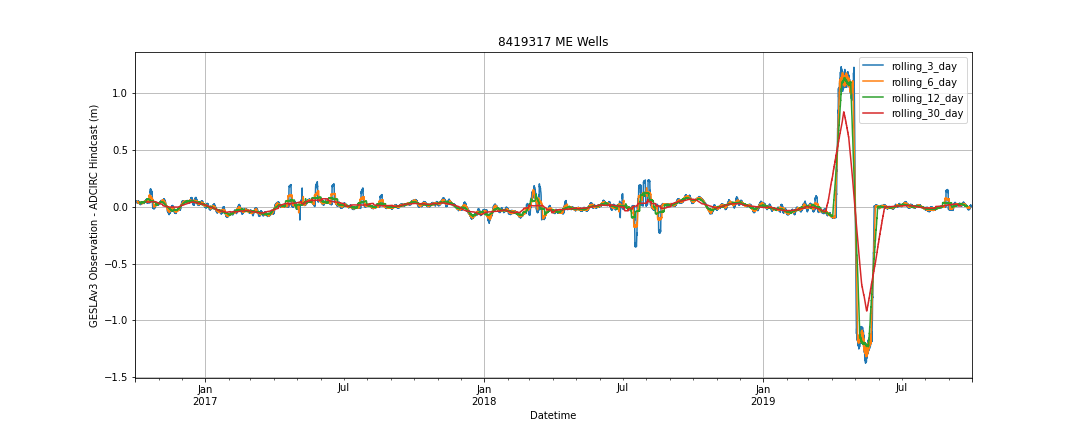 8419317 ME Wells
GESLAv3 Observation - ADCIRC Hindcast (m)
1.0
0.5
0.0
−0.5
−1.0
−1.5
rolling_3_day
rolling_6_day
rolling_12_day
rolling_30_day
Jan Jul Jan Jul Jan Jul
2017 2018 2019
Datetime